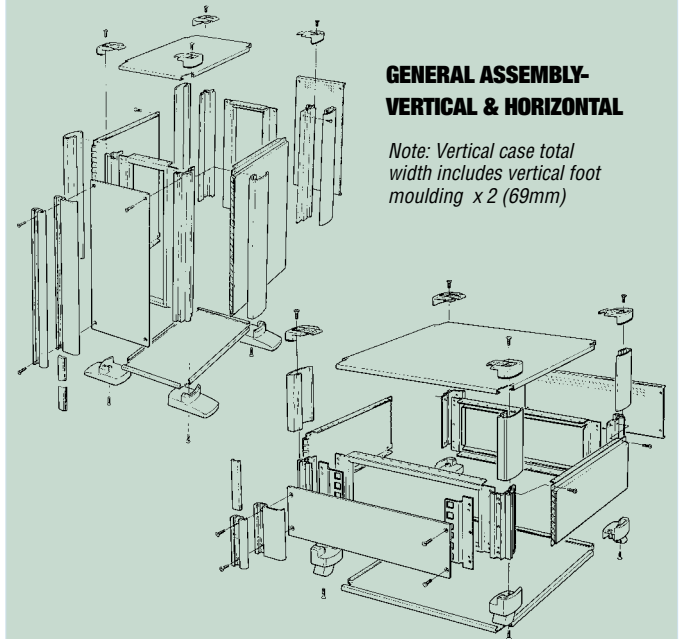 GENERAL ASSEMBLY-
VERTICAL & HORIZONTAL
Note: Vertical case total
width includes vertical foot
moulding x 2 (69mm)